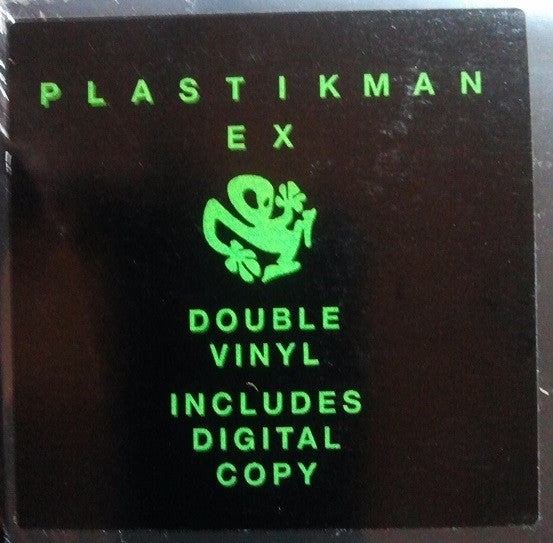 PLASTIKMAN
EX
DOUBLE
VINYL
INCLUDES
DIGITAL
COPY